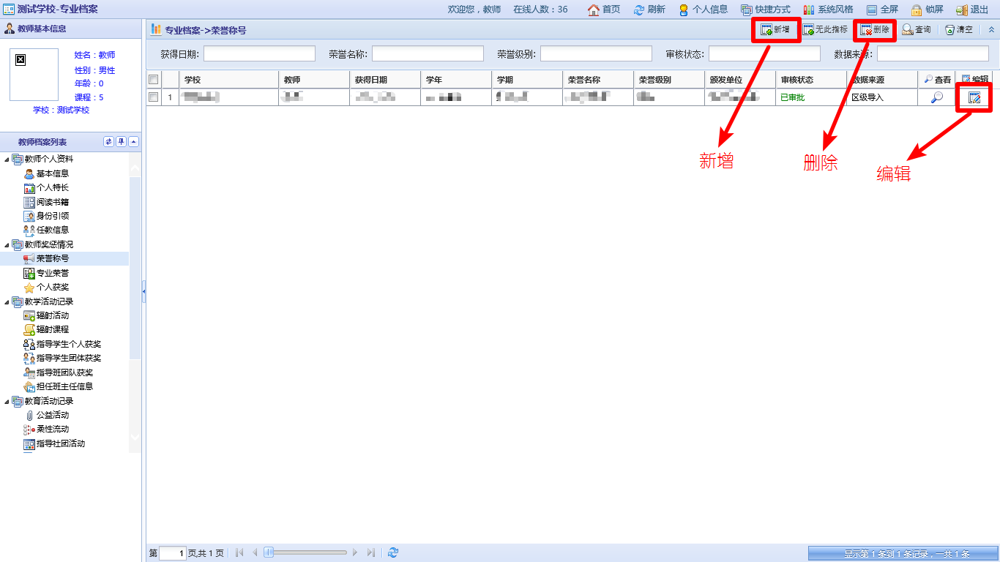 测试学校-专业档案
欢迎您，教师 在线人数：36 首页 刷新 个人信息 快捷方式 系统风格 全屏 锁屏 退出
教师基本信息
姓名：教师
性别：男性
年龄：0
课程：5
学校：测试学校
教师档案列表
教师个人资料
基本信息
个人特长
阅读书籍
身份引领
任教信息
教师奖惩情况
荣誉称号
专业荣誉
个人获奖
教学活动记录
辐射活动
辐射课程
指导学生个人获奖
指导学生团体获奖
指导班团队获奖
担任班主任信息
教育活动记录
公益活动
柔性流动
指导社团活动
专业档案->荣誉称号
新增 无此指标 删除 查询 清空
获得日期: 荣誉名称: 荣誉级别: 审核状态: 数据来源:
学校 教师 获得日期 学年 学期 荣誉名称 荣誉级别 颁发单位 审核状态 数据来源 查看 编辑
1 已审批 区级导入
新增 删除 编辑
第 1 页,共 1 页
显示第 1 条到 1 条记录，一共 1 条